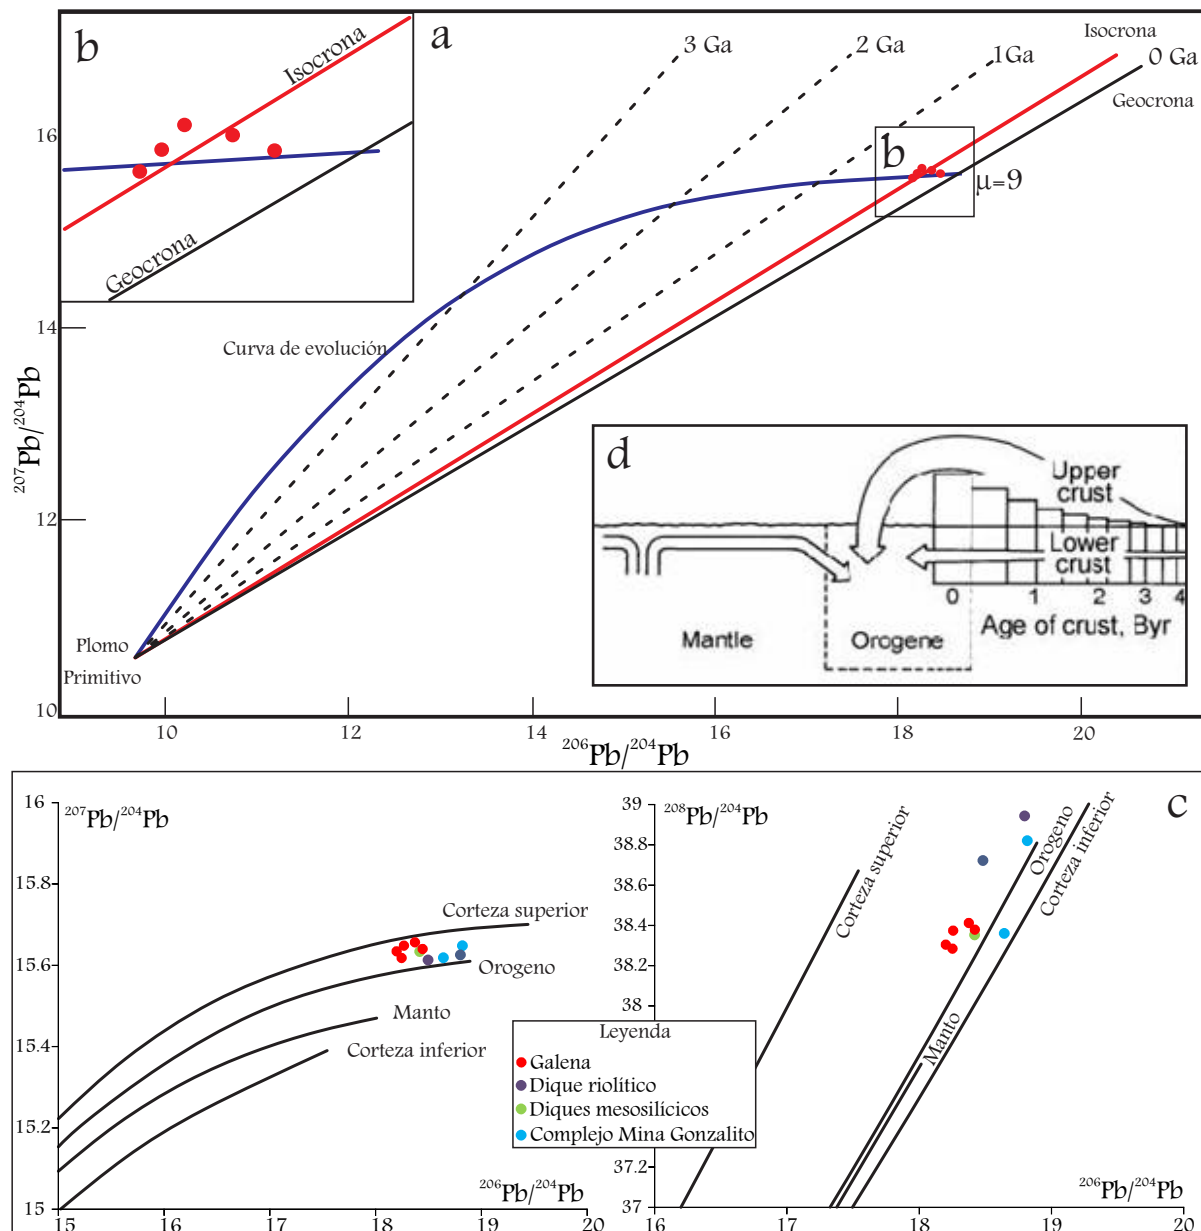 b
Isocrona
Geocrona
a
3 Ga
2 Ga
1Ga
Isocrona
0 Ga
Geocrona
b
μ=9
Curva de evolución
Plomo
Primitivo
16
14
12
10
²⁰⁷Pb/²⁰⁴Pb
10
12
14
16
18
20
²⁰⁶Pb/²⁰⁴Pb
d
Upper
crust
Lower
crust
0
1
2
3
4
Mantle
Orogene
Age of crust, Byr
16
15.8
15.6
15.4
15.2
15
²⁰⁷Pb/²⁰⁴Pb
Corteza superior
Orogeno
Manto
Corteza inferior
²⁰⁶Pb/²⁰⁴Pb
15
16
17
18
19
20
Leyenda
Galena
Dique riolítico
Diques mesosilícicos
Complejo Mina Gonzalito
c
39
38.8
38.6
38.4
38.2
38
37.2
37
²⁰⁸Pb/²⁰⁴Pb
Corteza superior
Orogeno
Corteza inferior
Manto
²⁰⁶Pb/²⁰⁴Pb
16
17
18
19
20